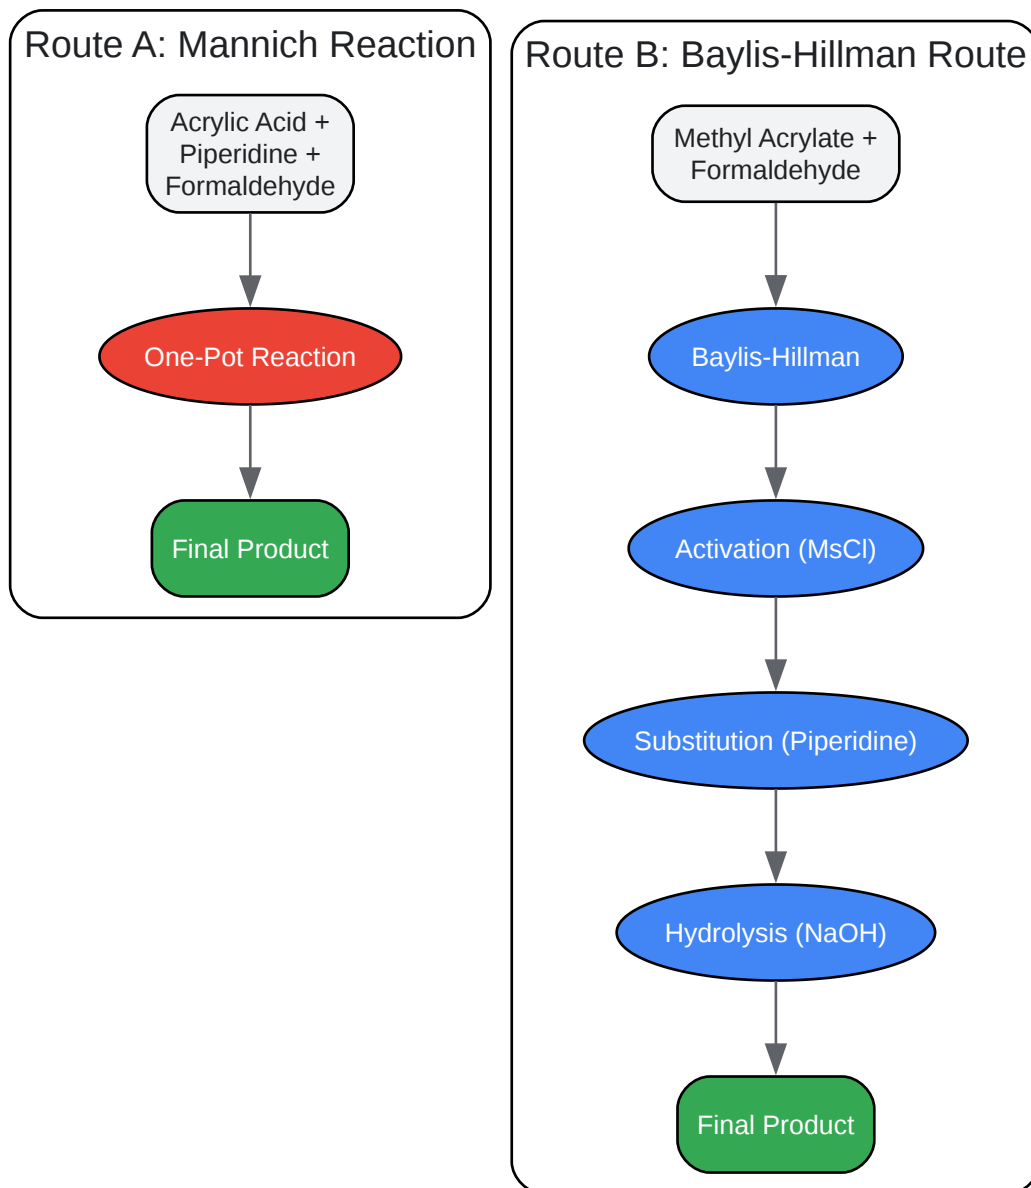 Route A: Mannich Reaction
Acrylic Acid +
Piperidine +
Formaldehyde
One-Pot Reaction
Final Product
Route B: Baylis-Hillman Route
Methyl Acrylate +
Formaldehyde
Baylis-Hillman
Activation (MsCl)
Substitution (Piperidine)
Hydrolysis (NaOH)
Final Product